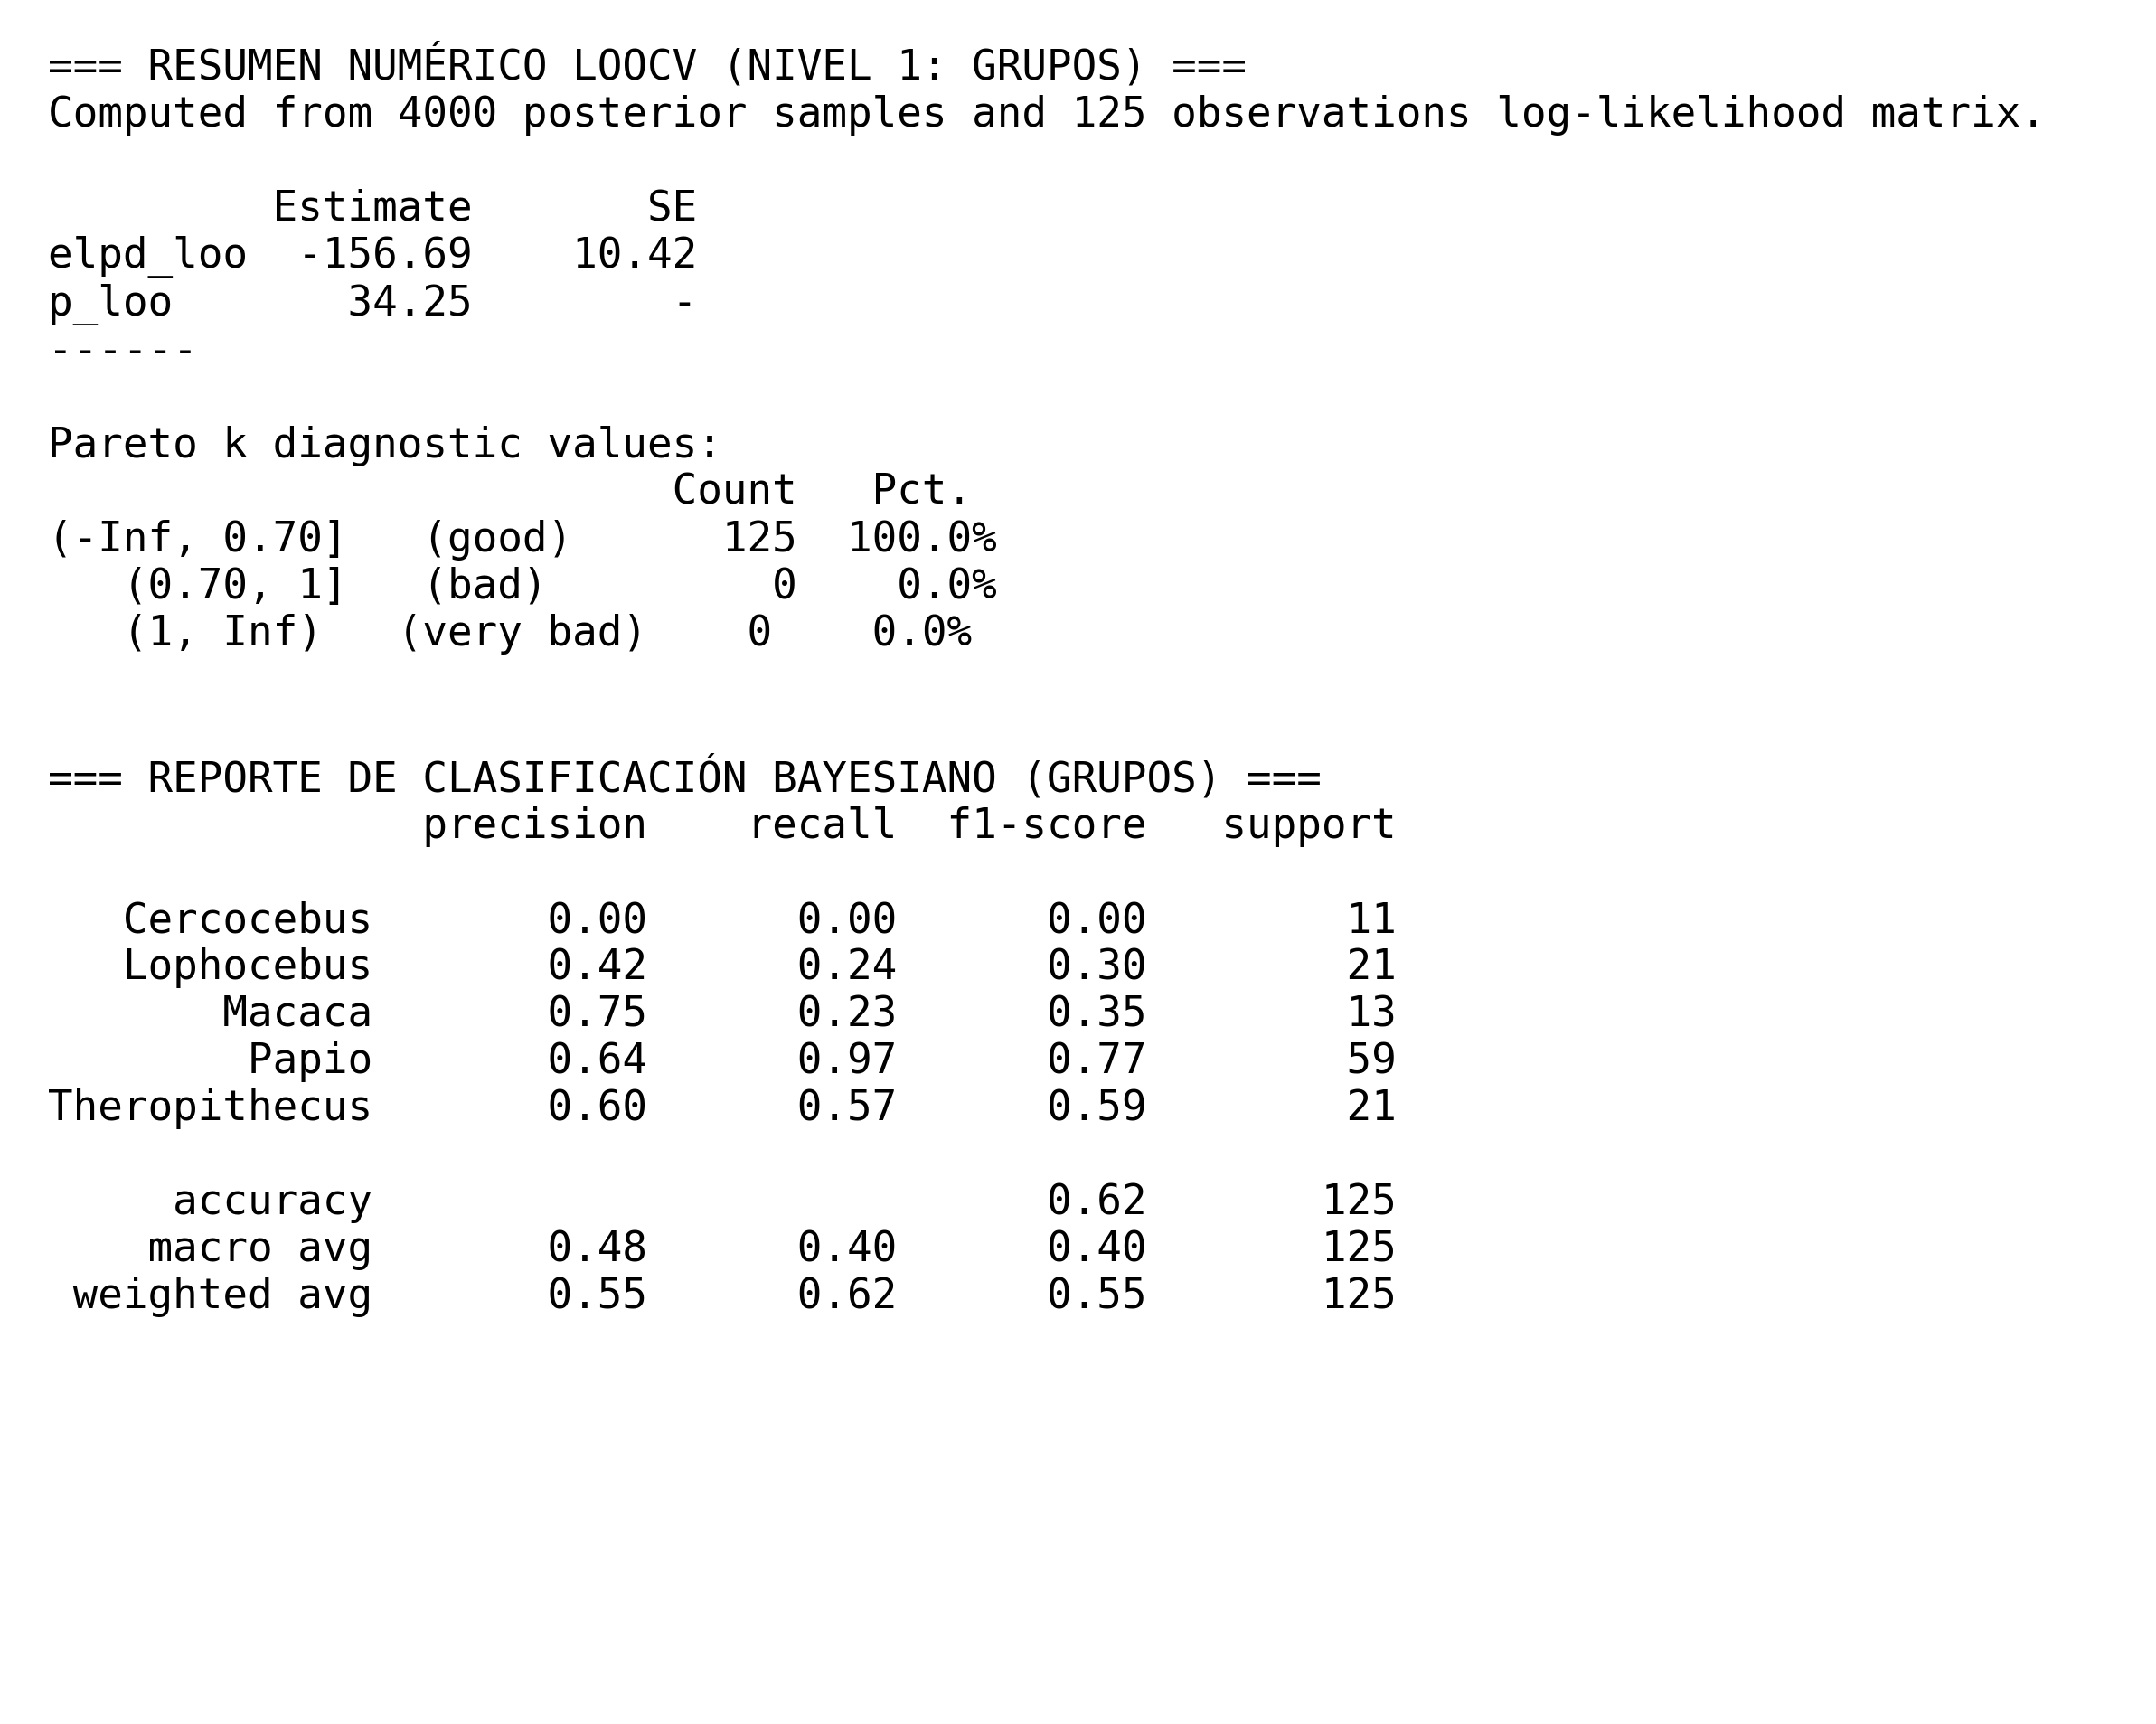 === RESUMEN NUMÉRICO LOOCV (NIVEL 1: GRUPOS) ===
Computed from 4000 posterior samples and 125 observations log-likelihood matrix.
         Estimate       SE
elpd_loo  -156.69    10.42
p_loo       34.25        -
------
Pareto k diagnostic values:
                         Count   Pct.
(-Inf, 0.70]   (good)      125  100.0%
   (0.70, 1]   (bad)         0    0.0%
   (1, Inf)   (very bad)    0    0.0%
=== REPORTE DE CLASIFICACIÓN BAYESIANO (GRUPOS) ===
               precision    recall  f1-score   support
   Cercocebus       0.00      0.00      0.00        11
   Lophocebus       0.42      0.24      0.30        21
       Macaca       0.75      0.23      0.35        13
        Papio       0.64      0.97      0.77        59
Theropithecus       0.60      0.57      0.59        21
     accuracy                           0.62       125
    macro avg       0.48      0.40      0.40       125
 weighted avg       0.55      0.62      0.55       125